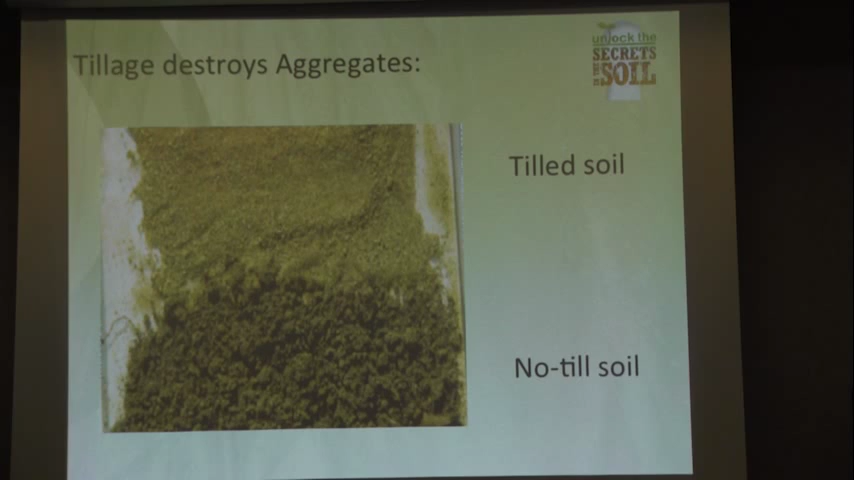 Tillage destroys Aggregates:
unlock the
SECRETS
IN THE
SOIL
Tilled soil
No-till soil